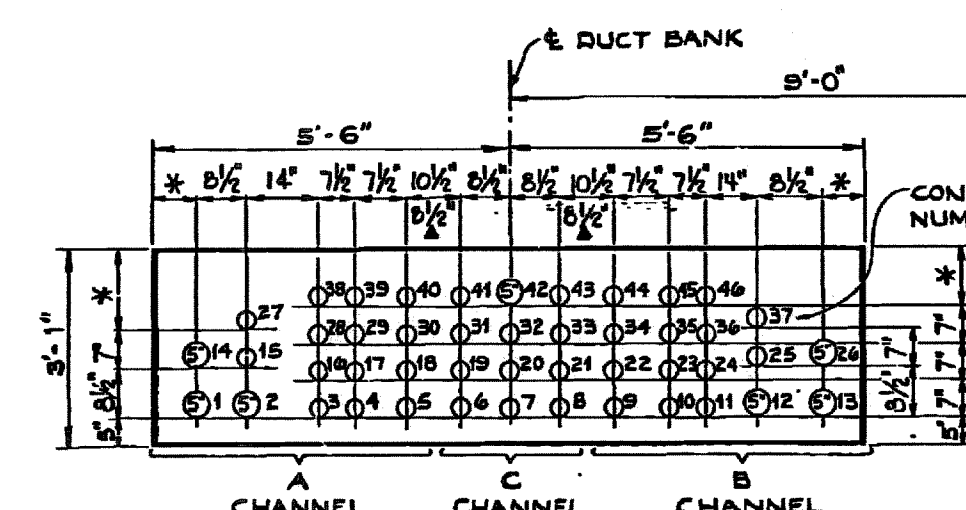 ℄ DUCT BANK
9'-0"
5'-6" 5'-6"
* 8½" 14" 7½" 7½" 10½" 8½" 8½" 10½" 7½" 7½" 14" 8½" *
8½" 8½"
CON
NUM
38 39 40 41 5" 42 43 44 45 46
27 37
28 29 30 31 32 33 34 35 36
5" 14 15 25 5" 26
16 17 18 19 20 21 22 23 24
5" 1 5" 2 3 4 5 6 7 8 9 10 11 5" 12 5" 13
3'-1"
* 7" 8½" 5"
7" 8½"
* 7" 7" 7" 5"
A C B
CHANNEL CHANNEL CHANNEL